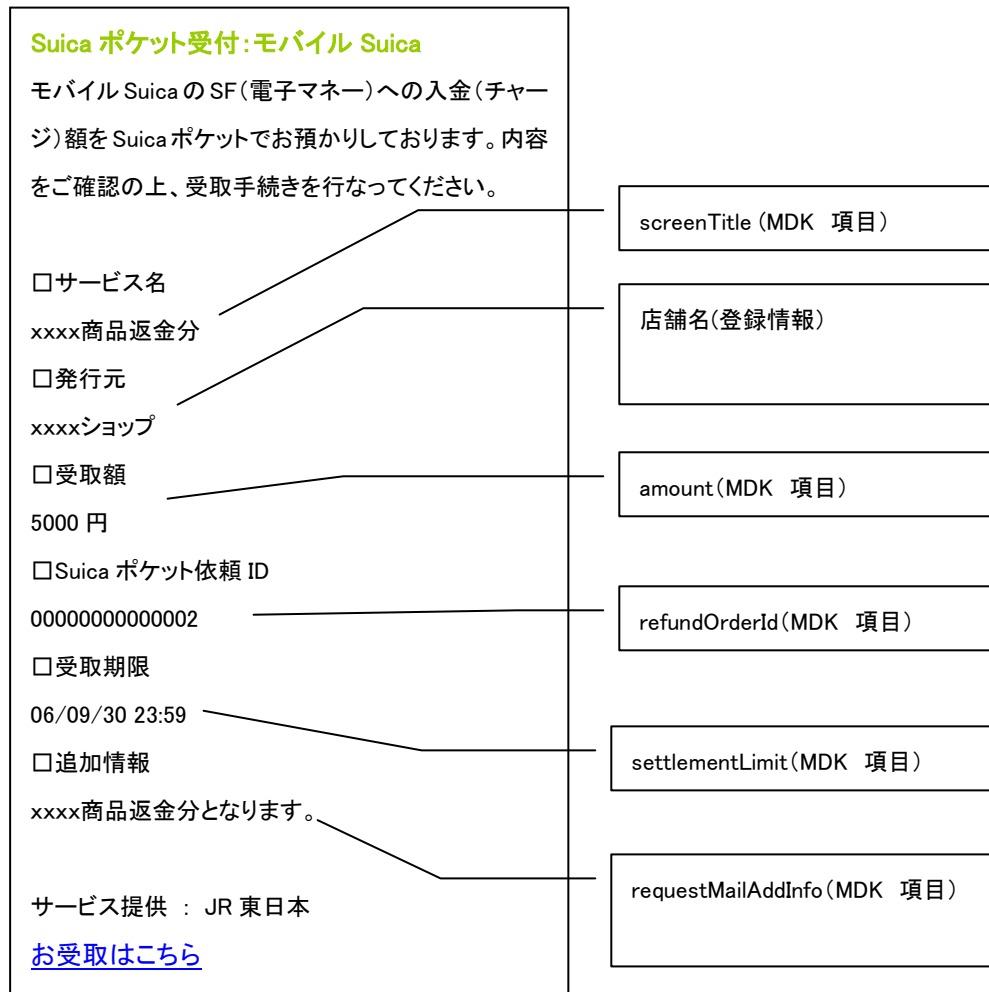 Suica ポケット受付：モバイル Suica
モバイル Suica の SF（電子マネー）への入金（チャー
ジ）額を Suica ポケットでお預かりしております。内容
をご確認の上、受取手続きを行なってください。
□サービス名
xxxx商品返金分
□発行元
xxxxショップ
□受取額
5000 円
□Suica ポケット依頼 ID
00000000000002
□受取期限
06/09/30 23:59
□追加情報
xxxx商品返金分となります。
サービス提供 ： JR 東日本
お受取はこちら
screenTitle（MDK 項目）
店舗名(登録情報)
amount（MDK 項目）
refundOrderId（MDK 項目）
settlementLimit（MDK 項目）
requestMailAddInfo（MDK 項目）